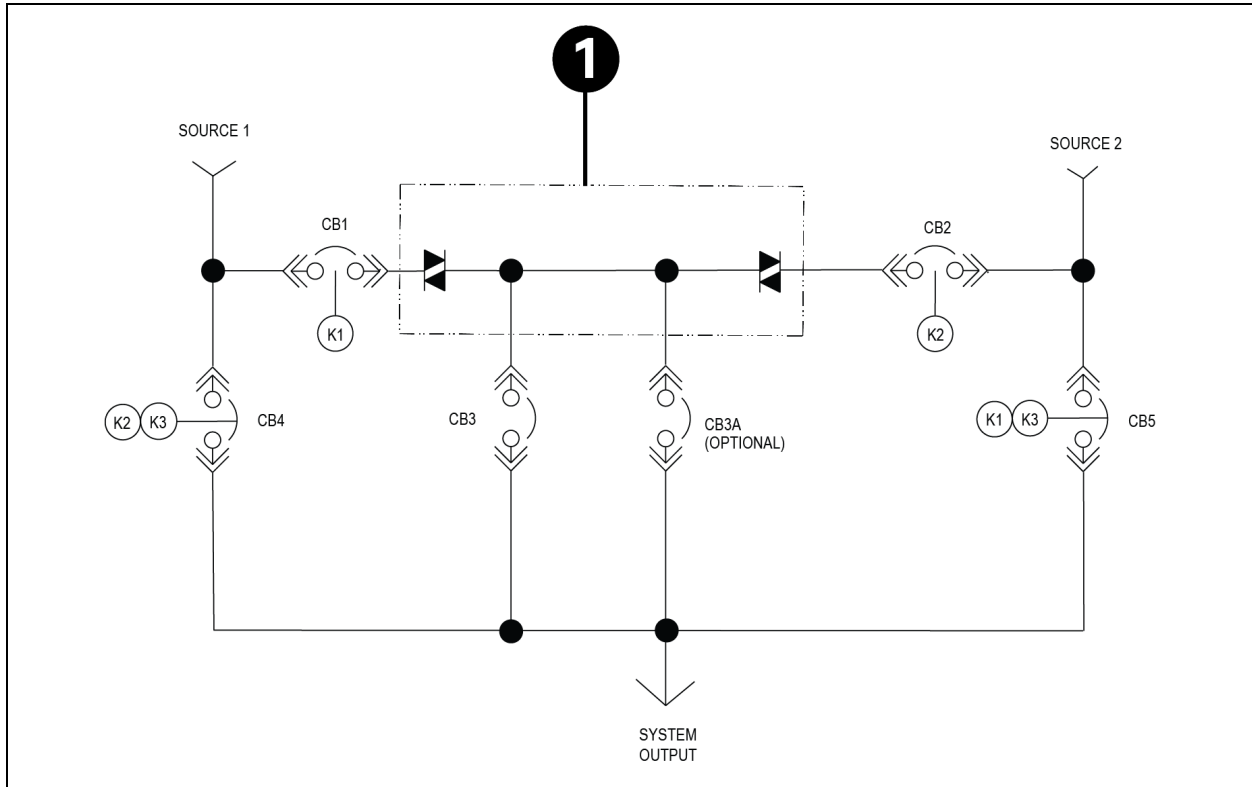 1
SOURCE 1
SOURCE 2
CB1
CB2
K1
K2
K2
K3
CB4
CB3
CB3A
(OPTIONAL)
K1
K3
CB5
SYSTEM
OUTPUT